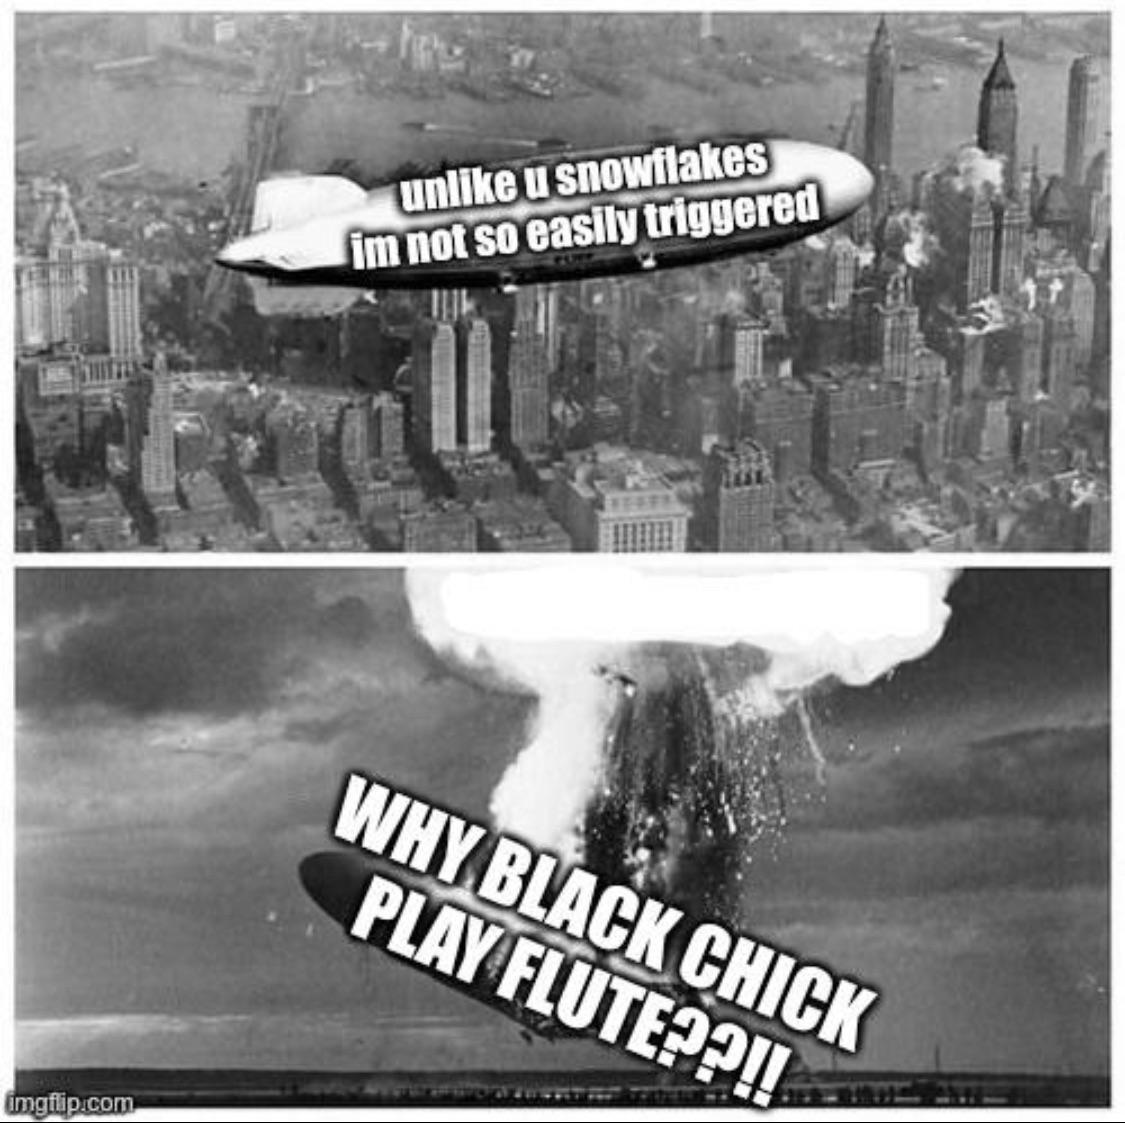 unlike u snowflakes
im not so easily triggered
WHY BLACK CHICK
PLAY FLUTE??!!
imgflip.com